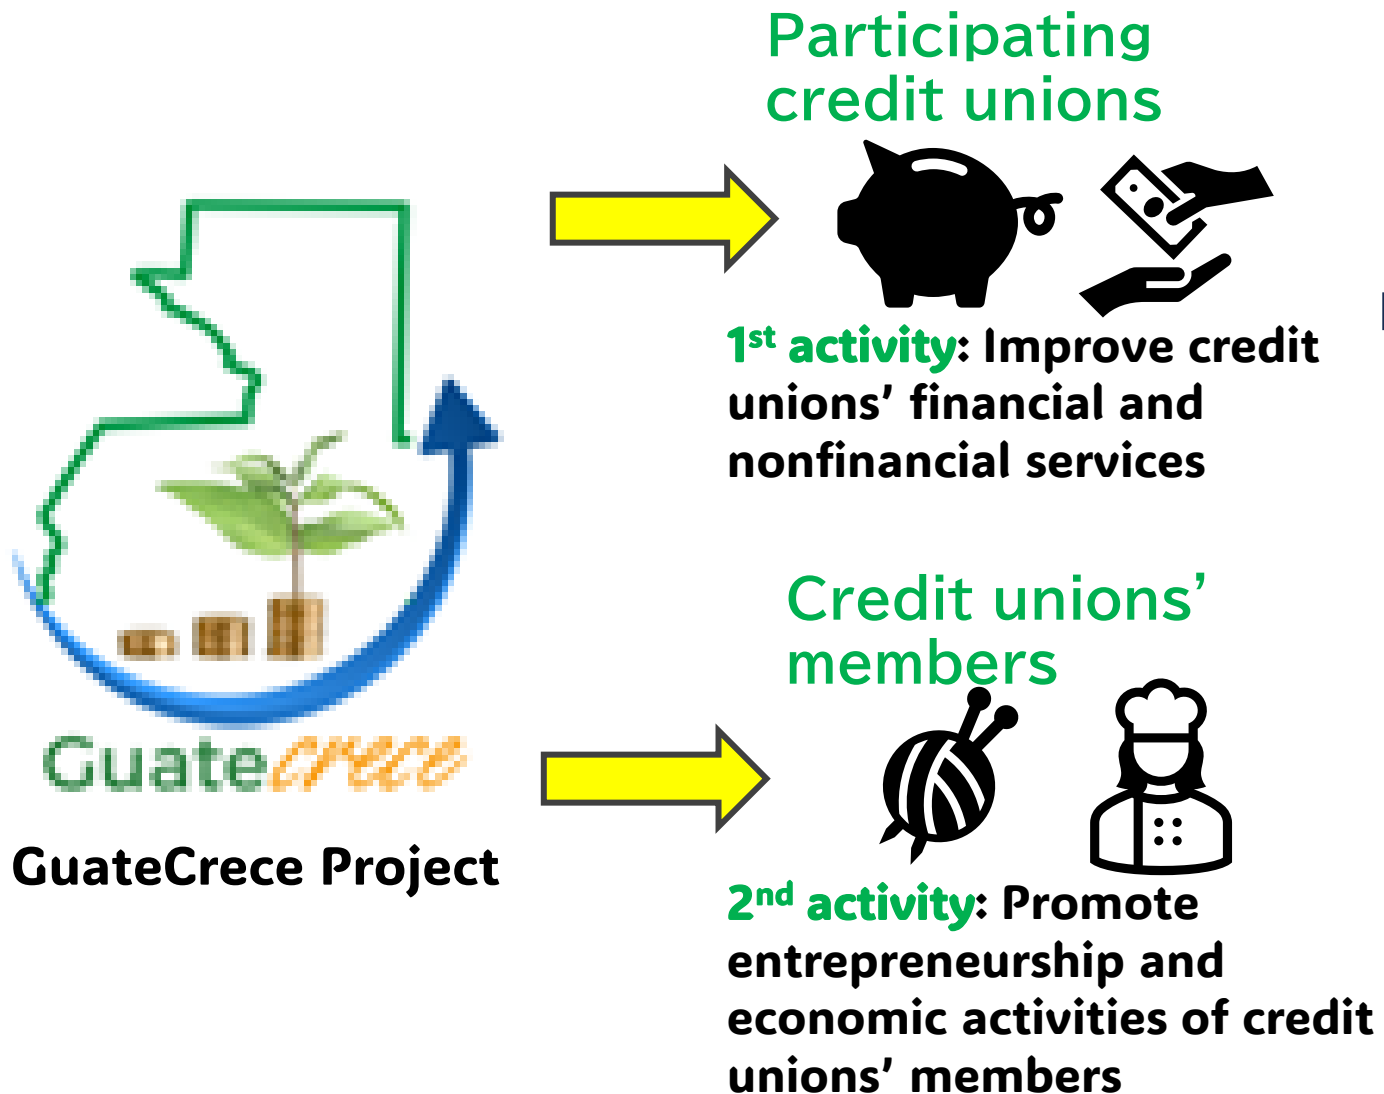 Participating
credit unions
1st activity: Improve credit
unions’ financial and
nonfinancial services
Guatecrece
GuateCrece Project
Credit unions’
members
2nd activity: Promote
entrepreneurship and
economic activities of credit
unions’ members